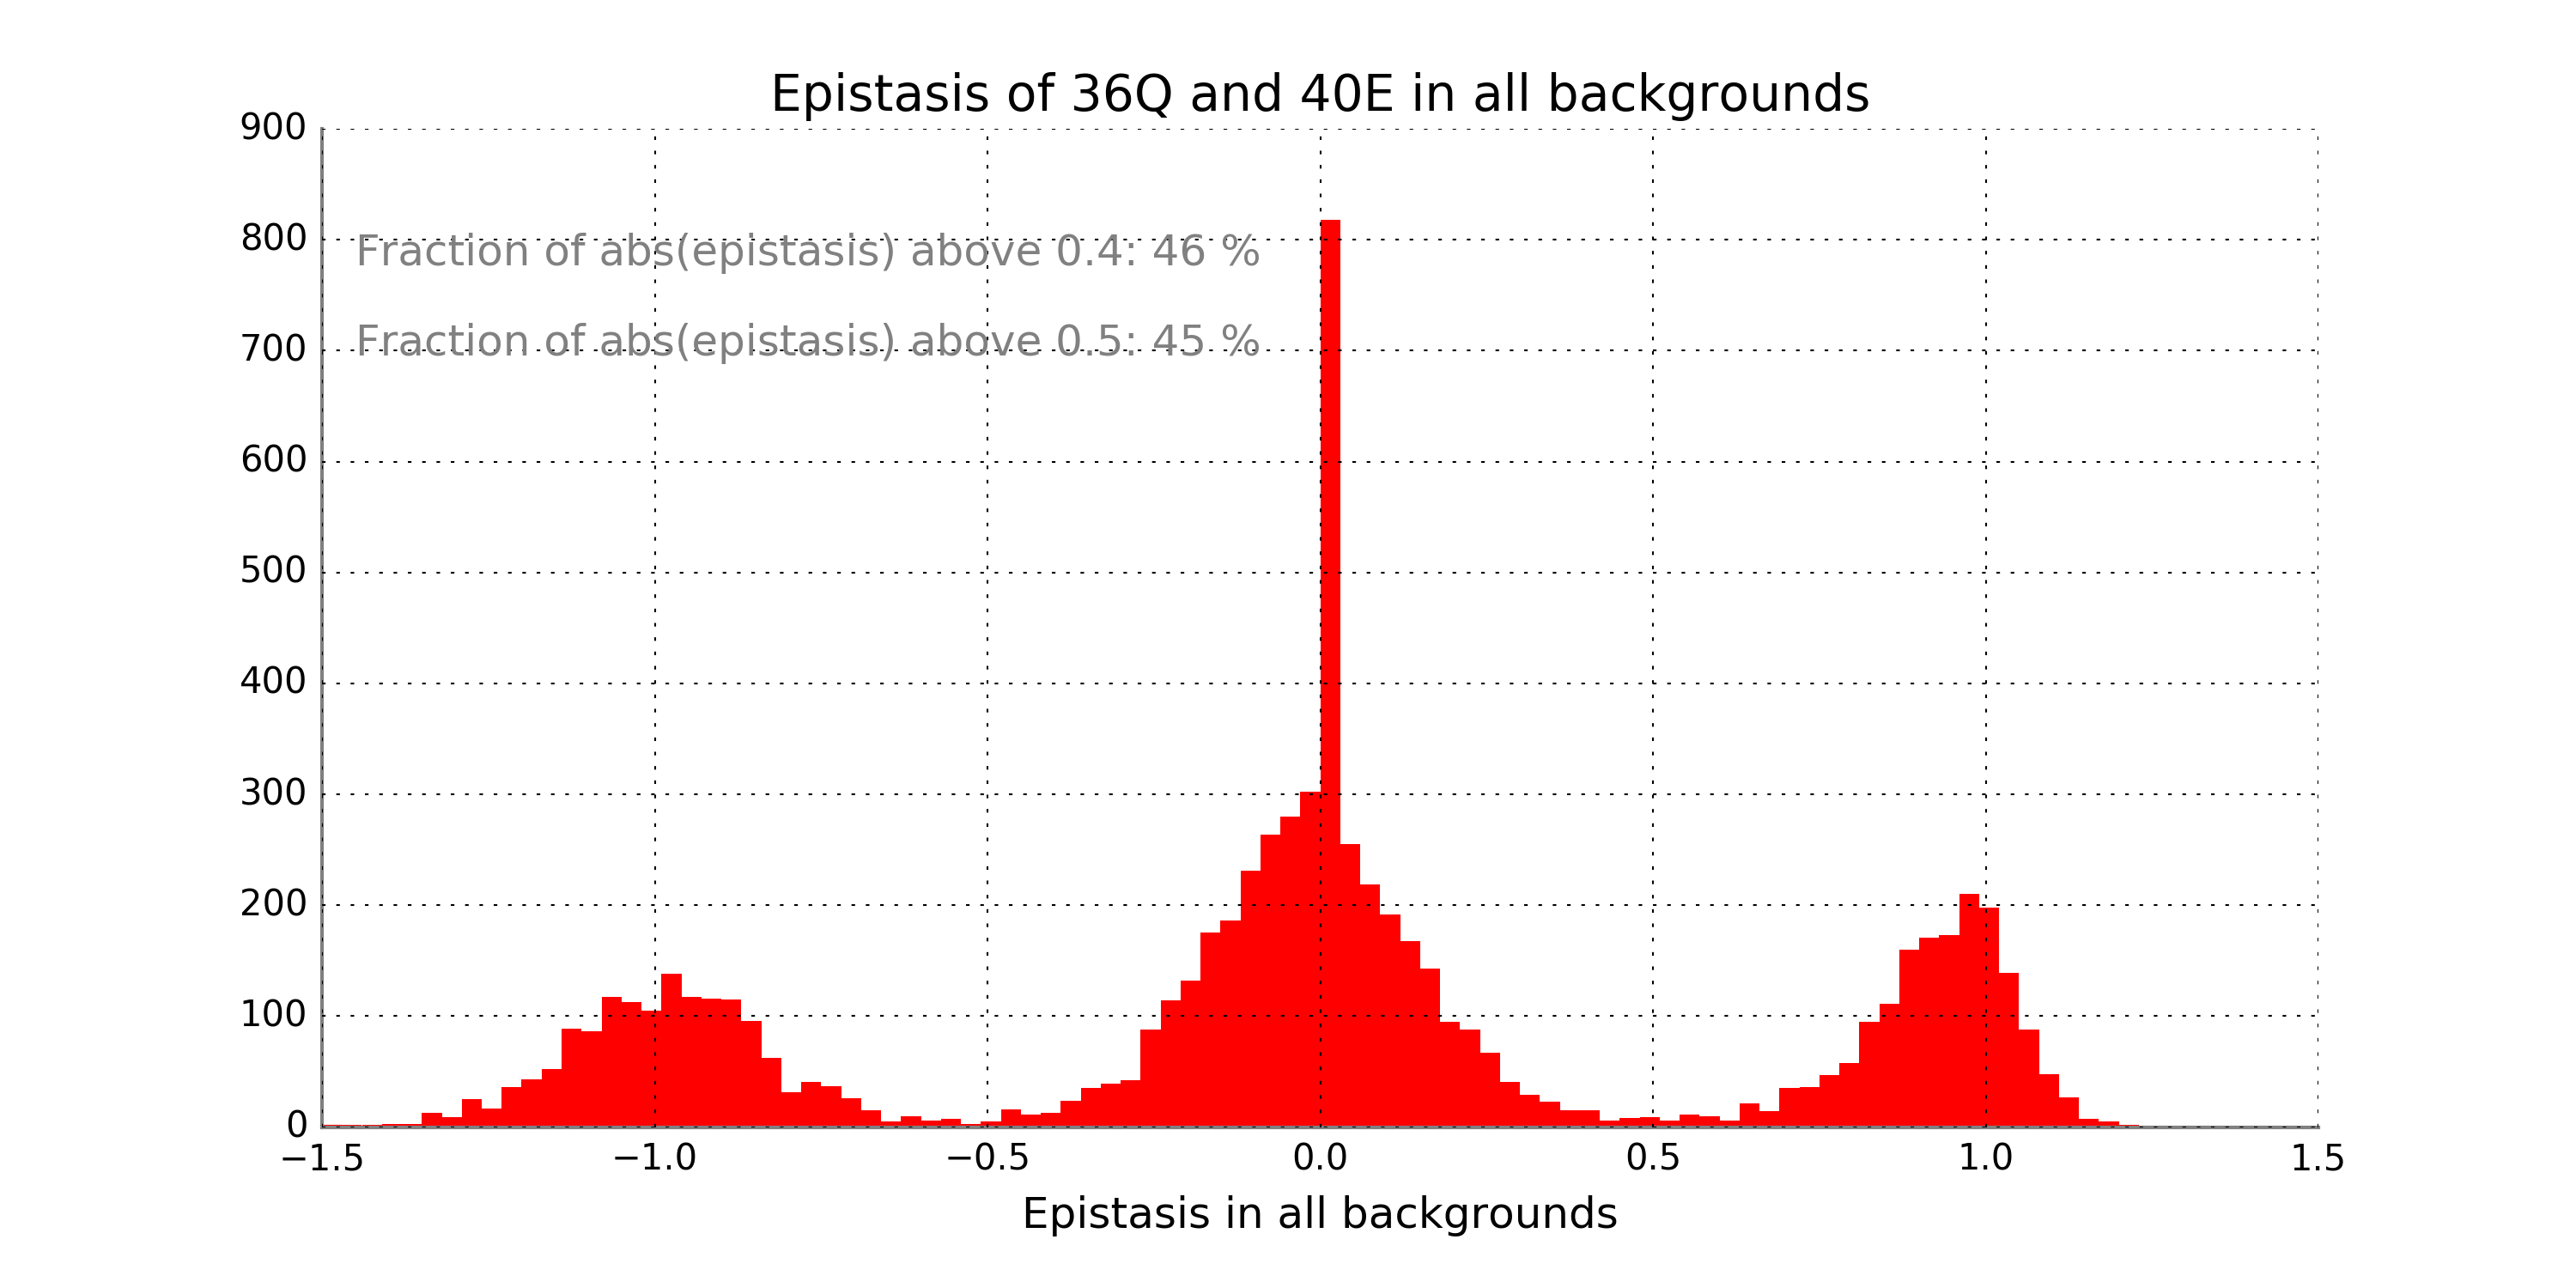 Epistasis of 36Q and 40E in all backgrounds
900
800
700
600
500
400
300
200
100
0
Fraction of abs(epistasis) above 0.4: 46 %
Fraction of abs(epistasis) above 0.5: 45 %
−1.5 −1.0 −0.5 0.0 0.5 1.0 1.5
Epistasis in all backgrounds